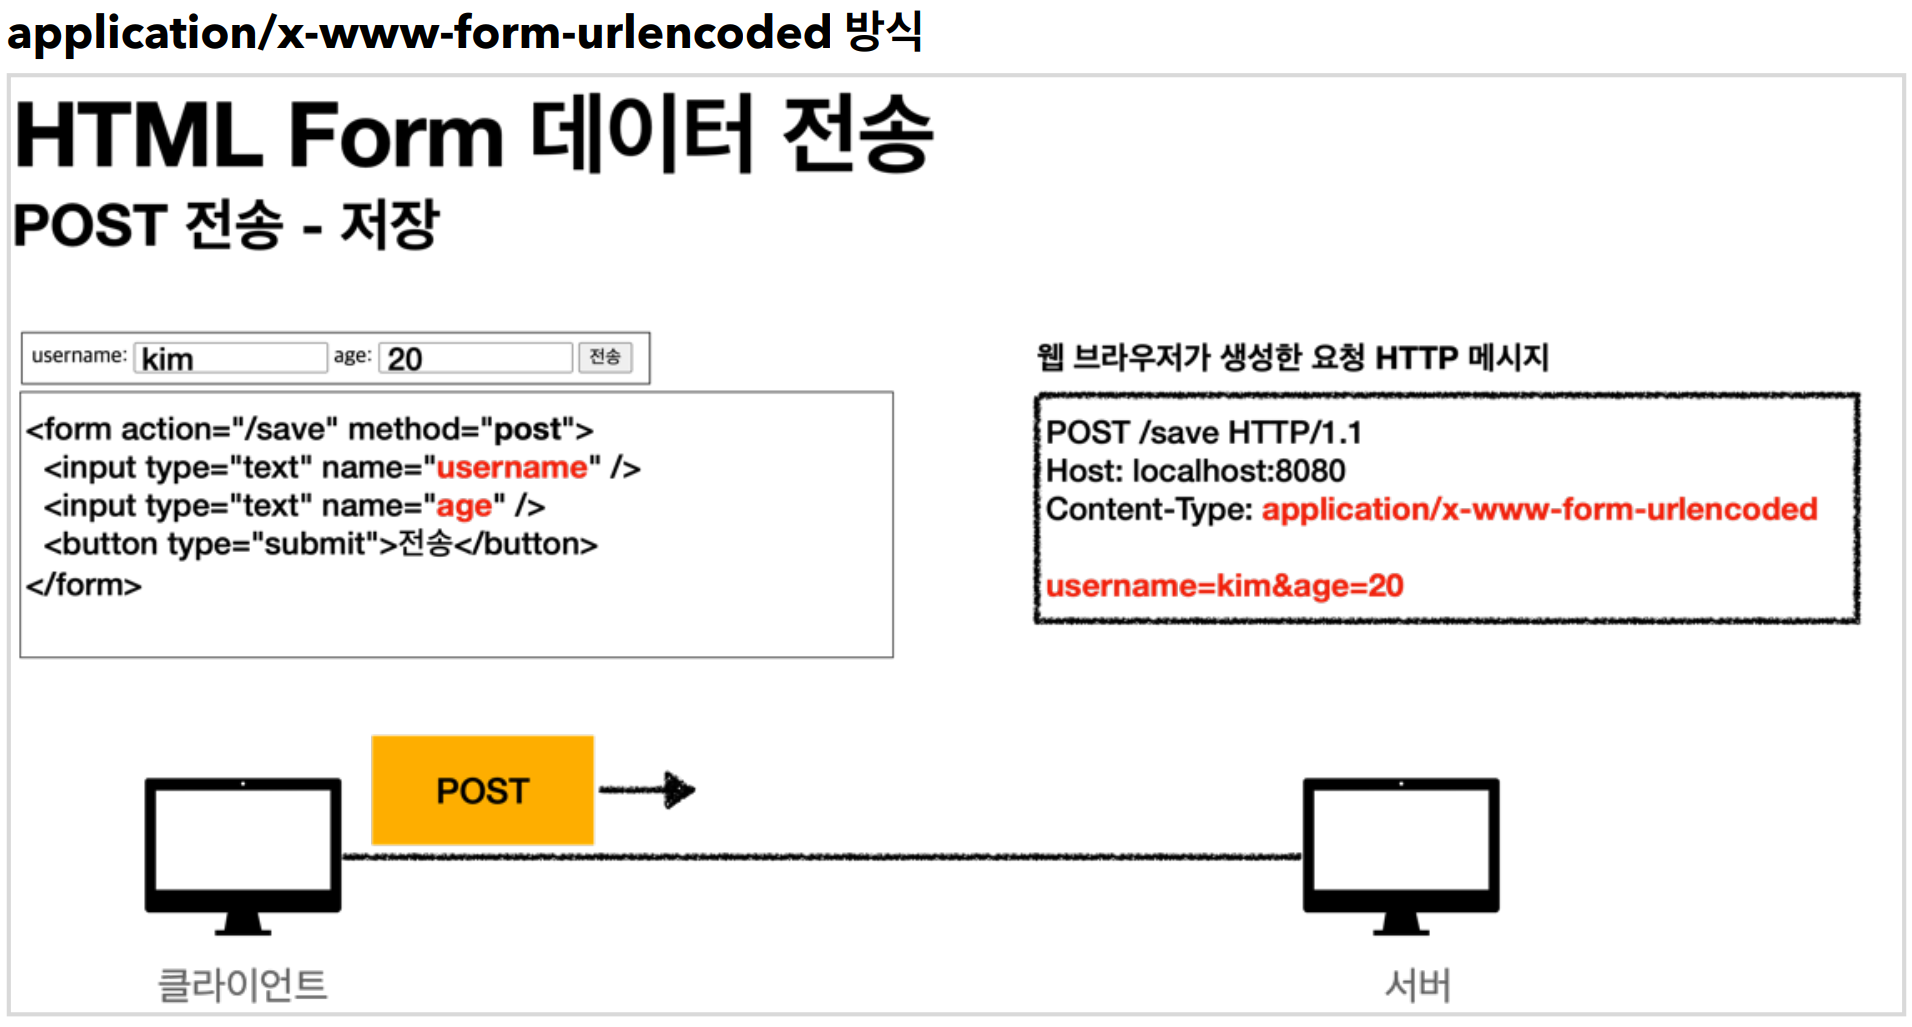 application/x-www-form-urlencoded 방식
HTML Form 데이터 전송
POST 전송 - 저장
username: kim age: 20 전송
<form action="/save" method="post">
<input type="text" name="username" />
<input type="text" name="age" />
<button type="submit">전송</button>
</form>
웹 브라우저가 생성한 요청 HTTP 메시지
POST /save HTTP/1.1
Host: localhost:8080
Content-Type: application/x-www-form-urlencoded
username=kim&age=20
POST
클라이언트
서버